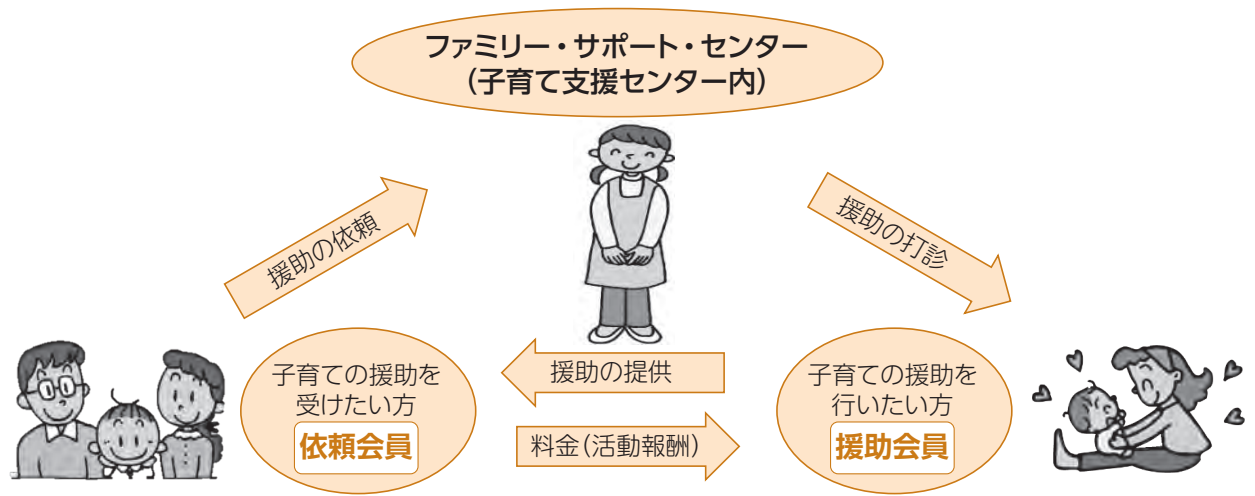 ファミリー・サポート・センター
(子育て支援センター内)
援助の依頼
援助の打診
子育ての援助を
受けたい方
依頼会員
援助の提供
料金(活動報酬)
子育ての援助を
行いたい方
援助会員